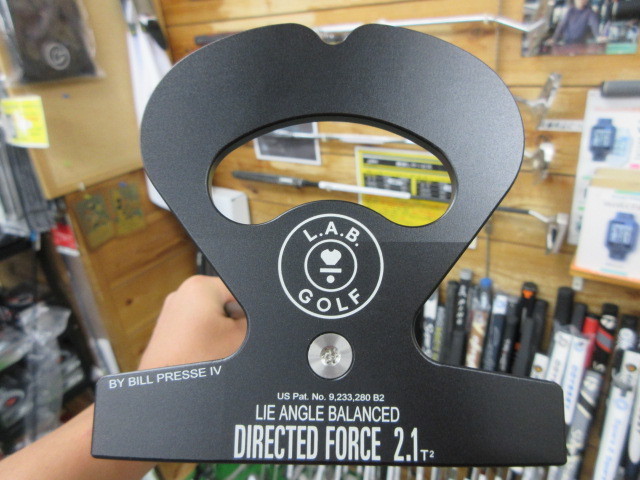 L.A.B.
GOLF
BY BILL PRESSE IV
US Pat. No. 9,233,280 B2
LIE ANGLE BALANCED
DIRECTED FORCE 2.1T²